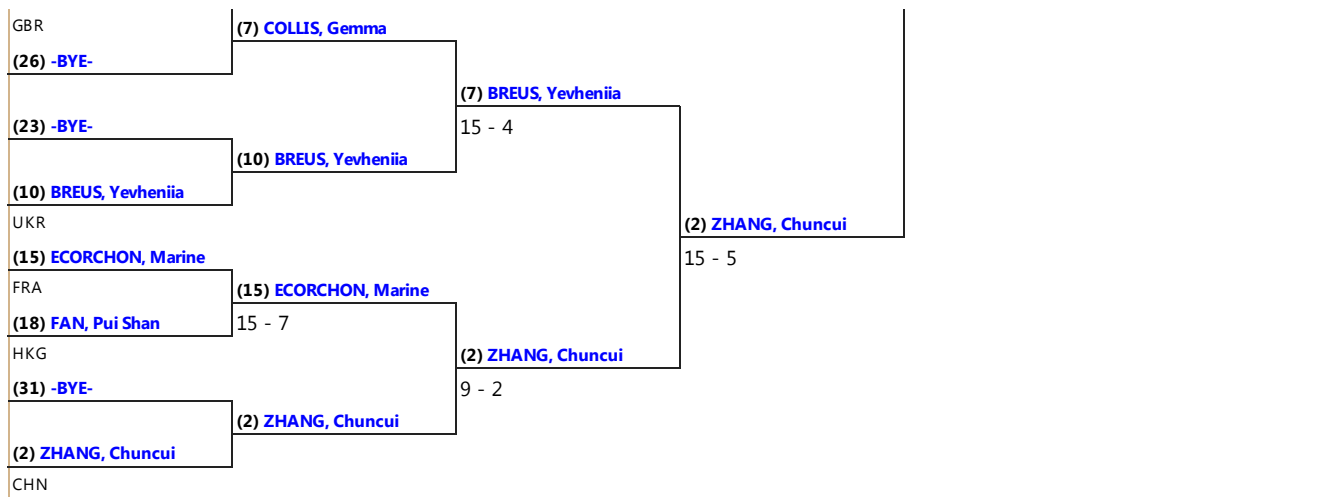 GBR
(7) COLLIS, Gemma
(26) -BYE-
(7) BREUS, Yevheniia
(23) -BYE-
15 - 4
(10) BREUS, Yevheniia
(10) BREUS, Yevheniia
UKR
(2) ZHANG, Chuncui
(15) ECORCHON, Marine
15 - 5
FRA
(15) ECORCHON, Marine
(18) FAN, Pui Shan
15 - 7
HKG
(2) ZHANG, Chuncui
(31) -BYE-
9 - 2
(2) ZHANG, Chuncui
(2) ZHANG, Chuncui
CHN